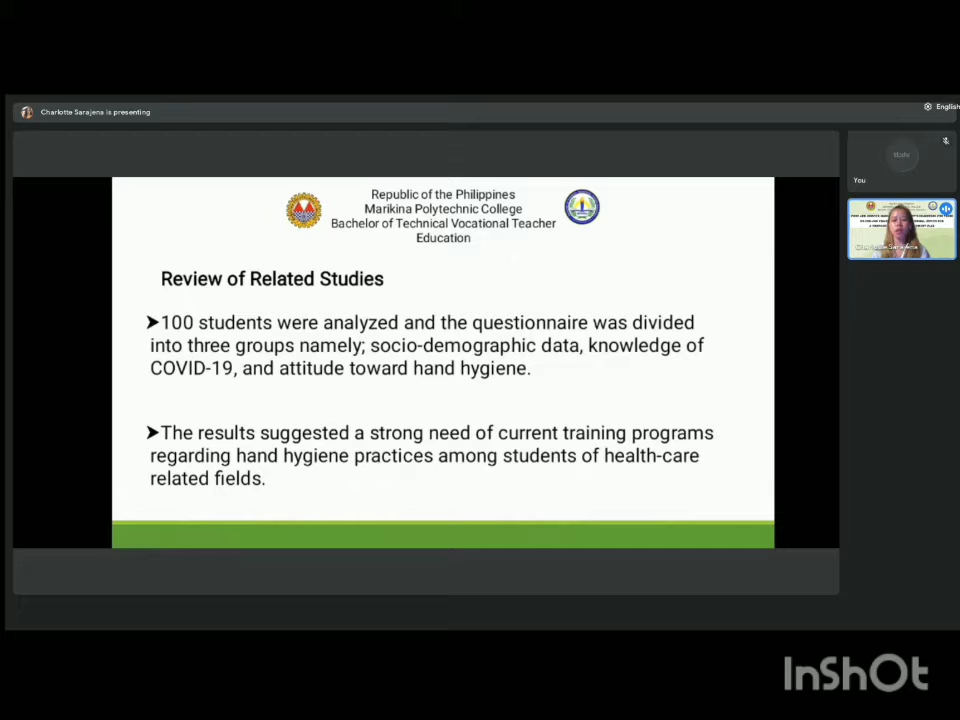 Charlotte Sarajena is presenting
English
You
Charlotte Sarajena
Republic of the Philippines
Marikina Polytechnic College
Bachelor of Technical Vocational Teacher
Education
Review of Related Studies
➤100 students were analyzed and the questionnaire was divided
into three groups namely; socio-demographic data, knowledge of
COVID-19, and attitude toward hand hygiene.
➤The results suggested a strong need of current training programs
regarding hand hygiene practices among students of health-care
related fields.
InShOt